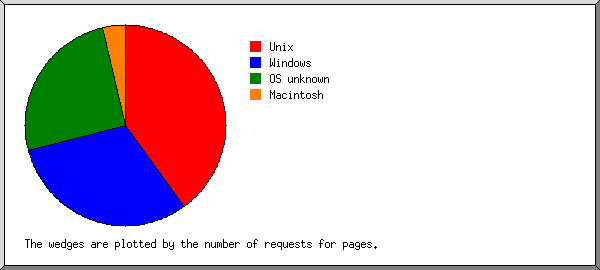 Unix
Windows
OS unknown
Macintosh
The wedges are plotted by the number of requests for pages.